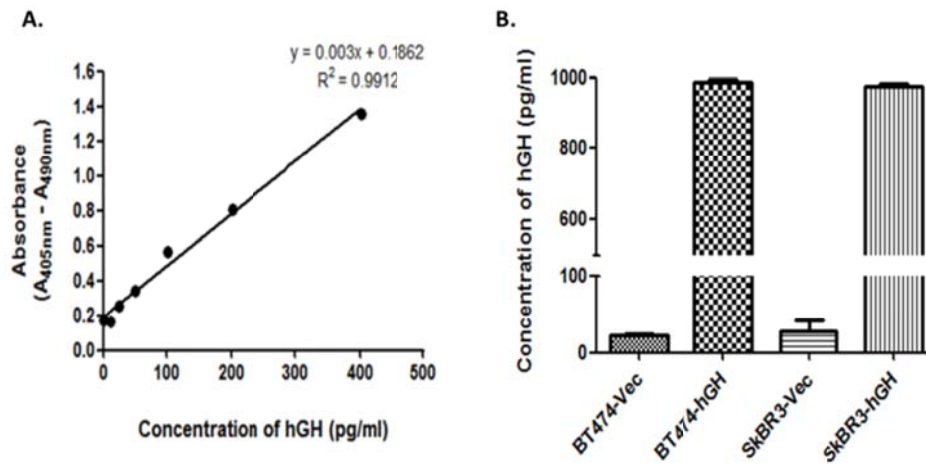 A.
y = 0.003x + 0.1862
R² = 0.9912
Absorbance
(A405nm - A490nm)
1.6
1.4
1.2
1.0
0.8
0.6
0.4
0.2
0.0
0 100 200 300 400 500
Concentration of hGH (pg/ml)
B.
Concentration of hGH (pg/ml)
1000
800
600
100
0
BT474-Vec
BT474-hGH
SkBR3-Vec
SkBR3-hGH